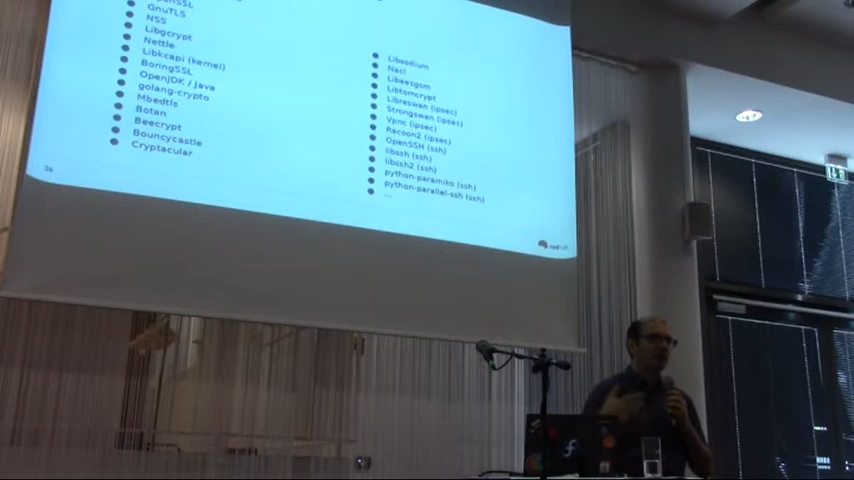 GnuTLS
NSS
Libgcrypt
Nettle
Libkcapi (kernel)
BoringSSL
OpenJDK / Java
golang-crypto
Mbedtls
Botan
Beecrypt
Bouncycastle
Cryptacular
Libsodium
Nacl
Libtomcrypt
Libreswan (ipsec)
Strongswan (ipsec)
Vpnc (ipsec)
Racoon2 (ipsec)
OpenSSH (ssh)
libssh (ssh)
libssh2 (ssh)
python-paramiko (ssh)
python-parallel-ssh (ssh)
...